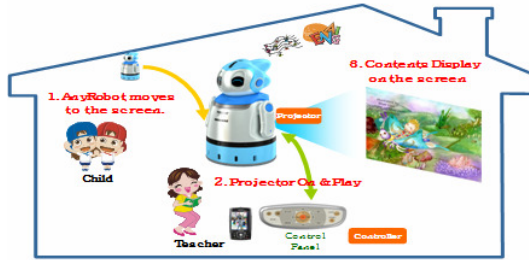 8. Contents Display
on the screen
1. AnyRobot moves
to the screen.
Projector
Child
2. Projector On & Play
Teacher
Control
Panel
Controller